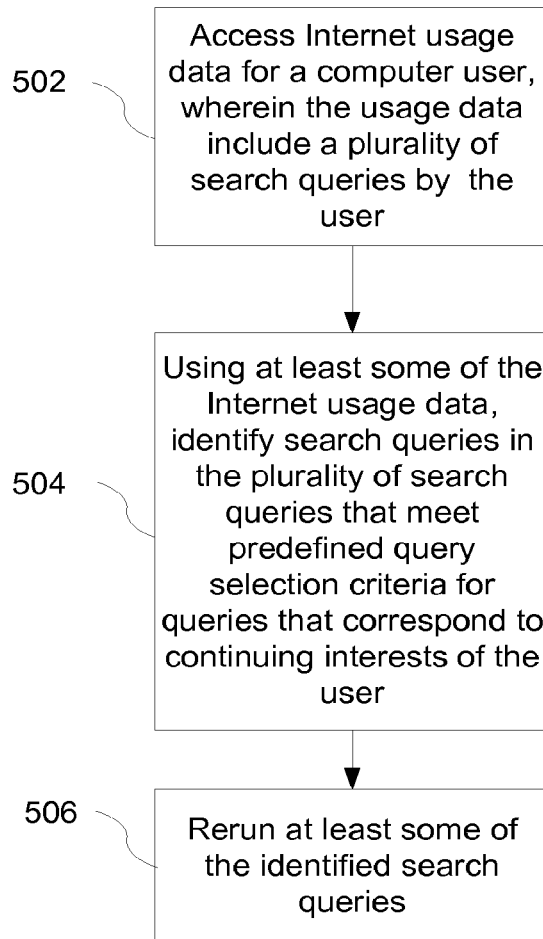 502
Access Internet usage
data for a computer user,
wherein the usage data
include a plurality of
search queries by the
user
504
Using at least some of the
Internet usage data,
identify search queries in
the plurality of search
queries that meet
predefined query
selection criteria for
queries that correspond to
continuing interests of the
user
506
Rerun at least some of
the identified search
queries